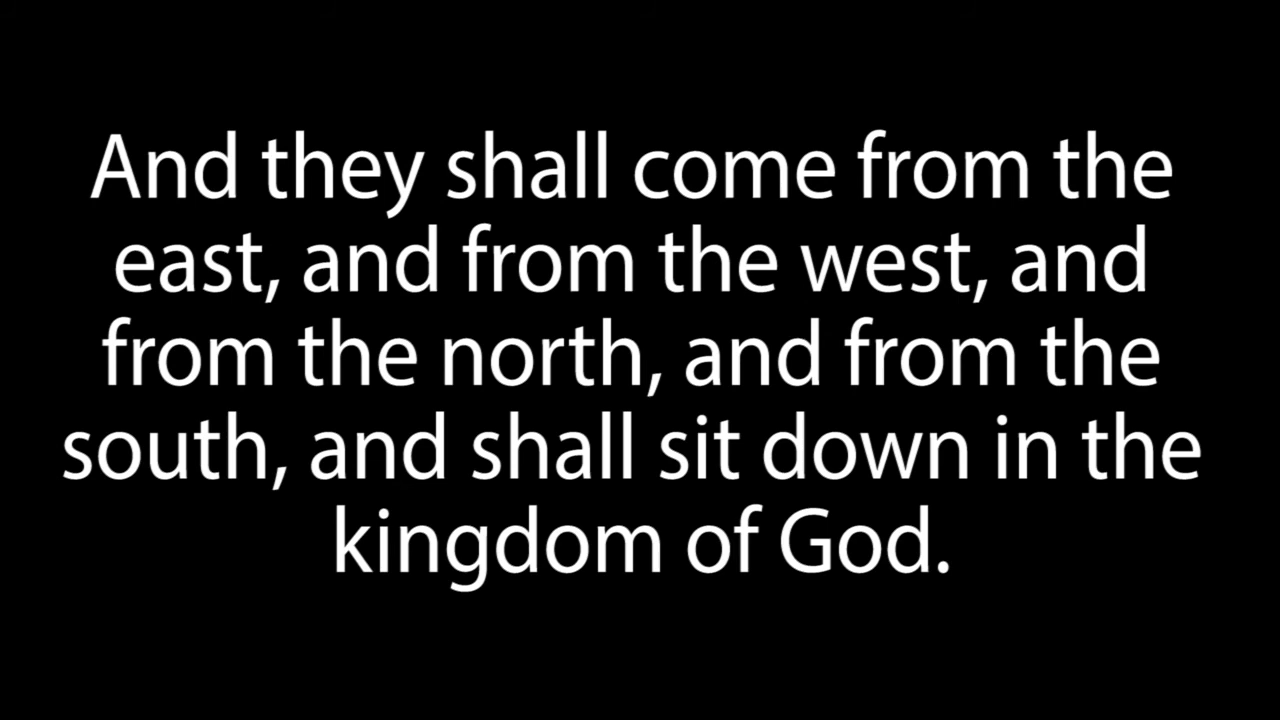 And they shall come from the
east, and from the west, and
from the north, and from the
south, and shall sit down in the
kingdom of God.